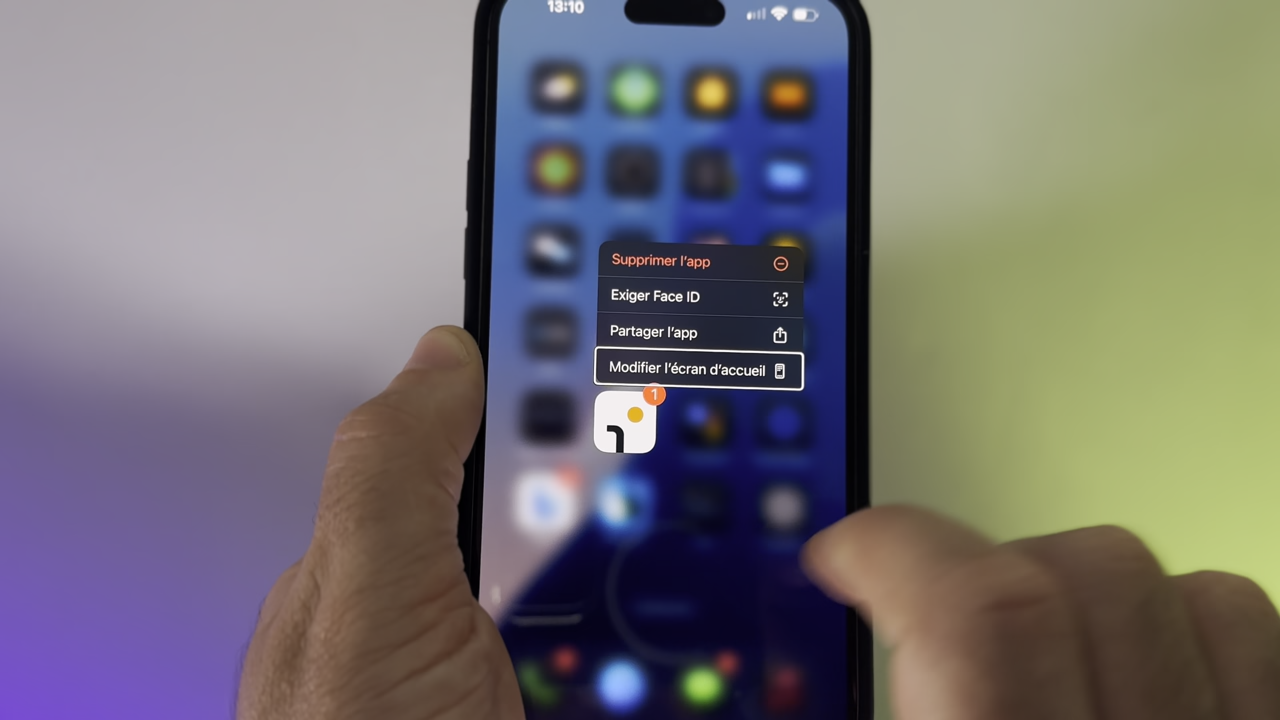 13:10
Supprimer l'app
Exiger Face ID
Partager l'app
Modifier l'écran d'accueil
1